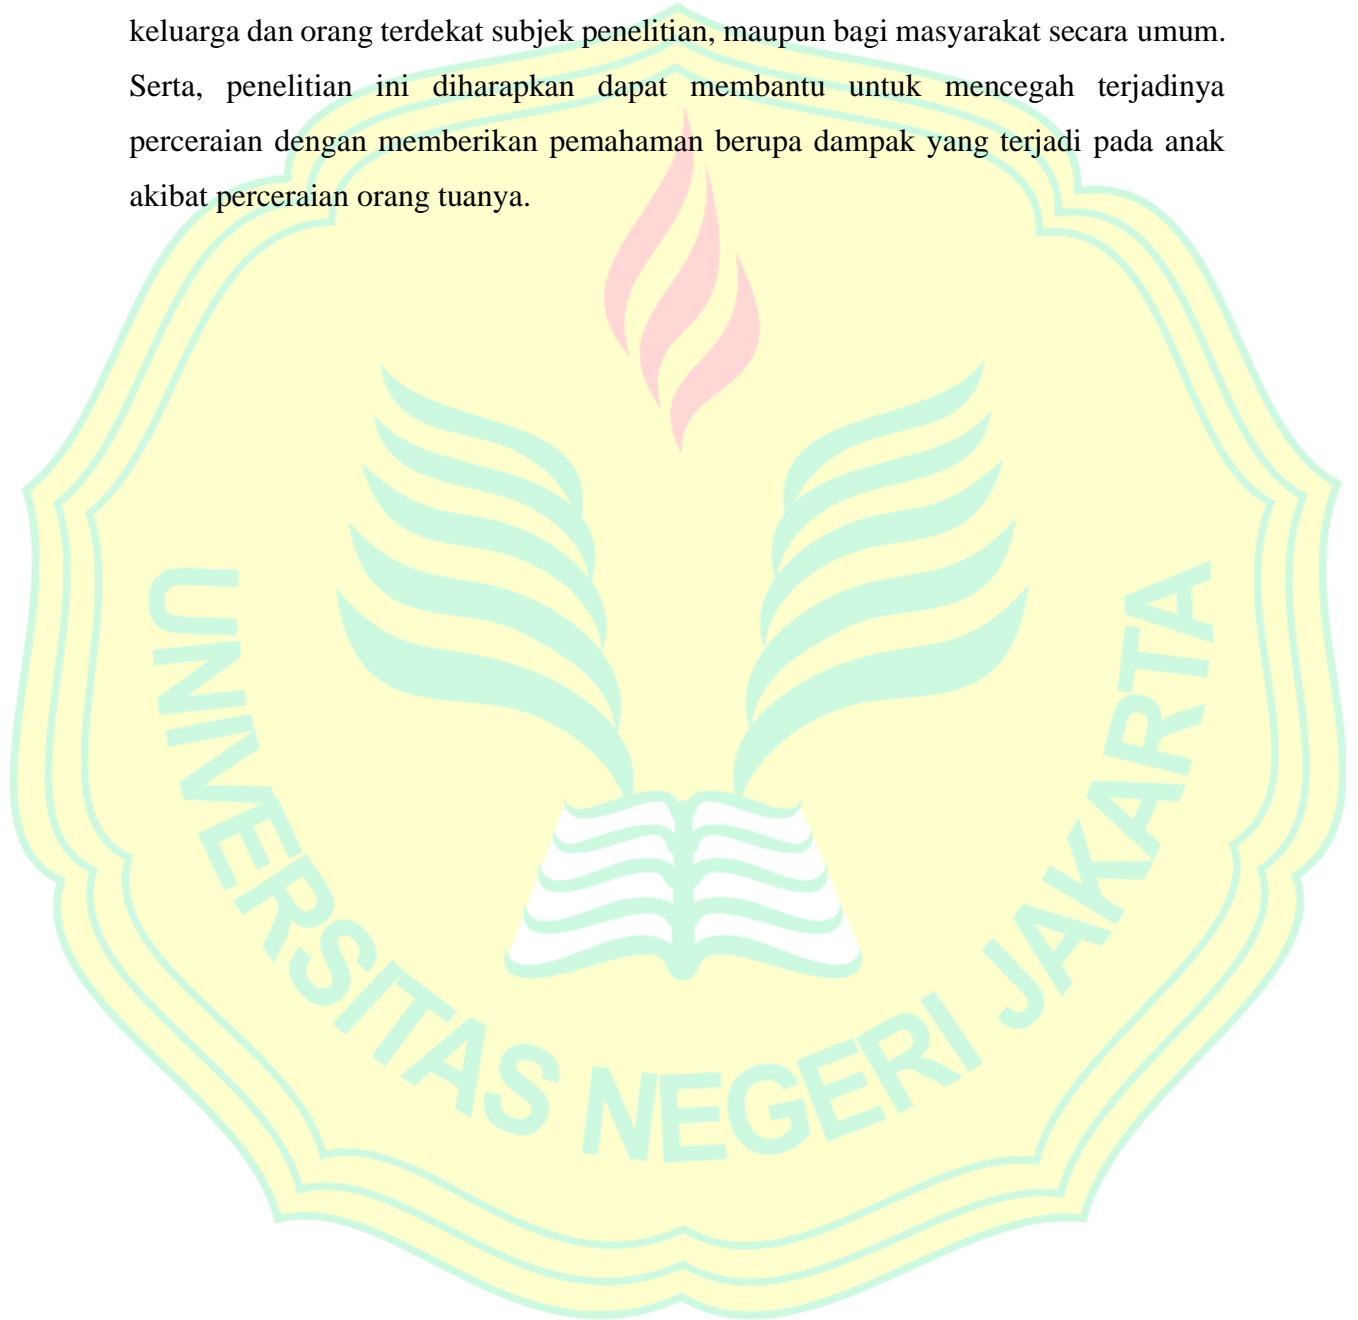 keluarga dan orang terdekat subjek penelitian, maupun bagi masyarakat secara umum.
Serta, penelitian ini diharapkan dapat membantu untuk mencegah terjadinya
perceraian dengan memberikan pemahaman berupa dampak yang terjadi pada anak
akibat perceraian orang tuanya.
UNIVERSITAS NEGERI JAKARTA